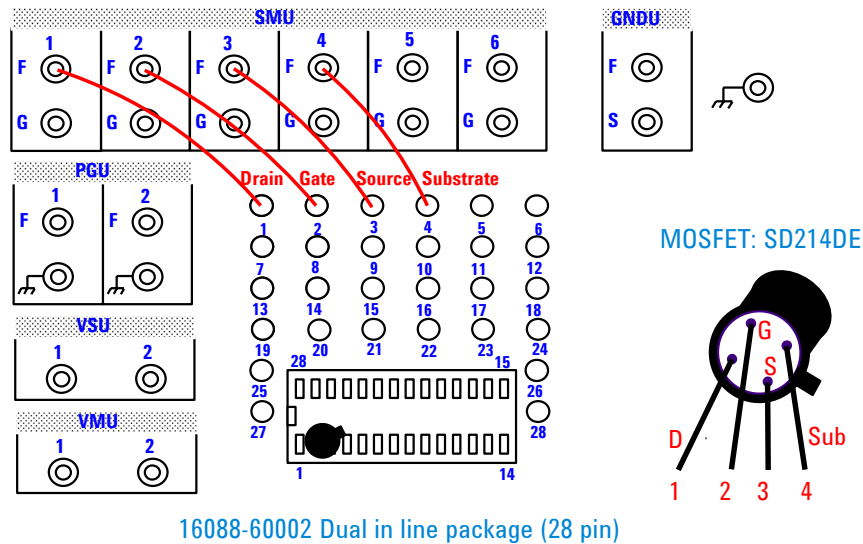 SMU
GNDU
1 2 3 4 5 6
F F F F F F F
G G G G G G S
PGU
1 2
F
Drain Gate Source Substrate
1 2 3 4 5 6
7 8 9 10 11 12
13 14 15 16 17 18
19 20 21 22 23 24
25 26
27 28
VSU
1 2
VMU
1 2
28 15
1 14
MOSFET: SD214DE
G
S
D Sub
1 2 3 4
16088-60002 Dual in line package (28 pin)